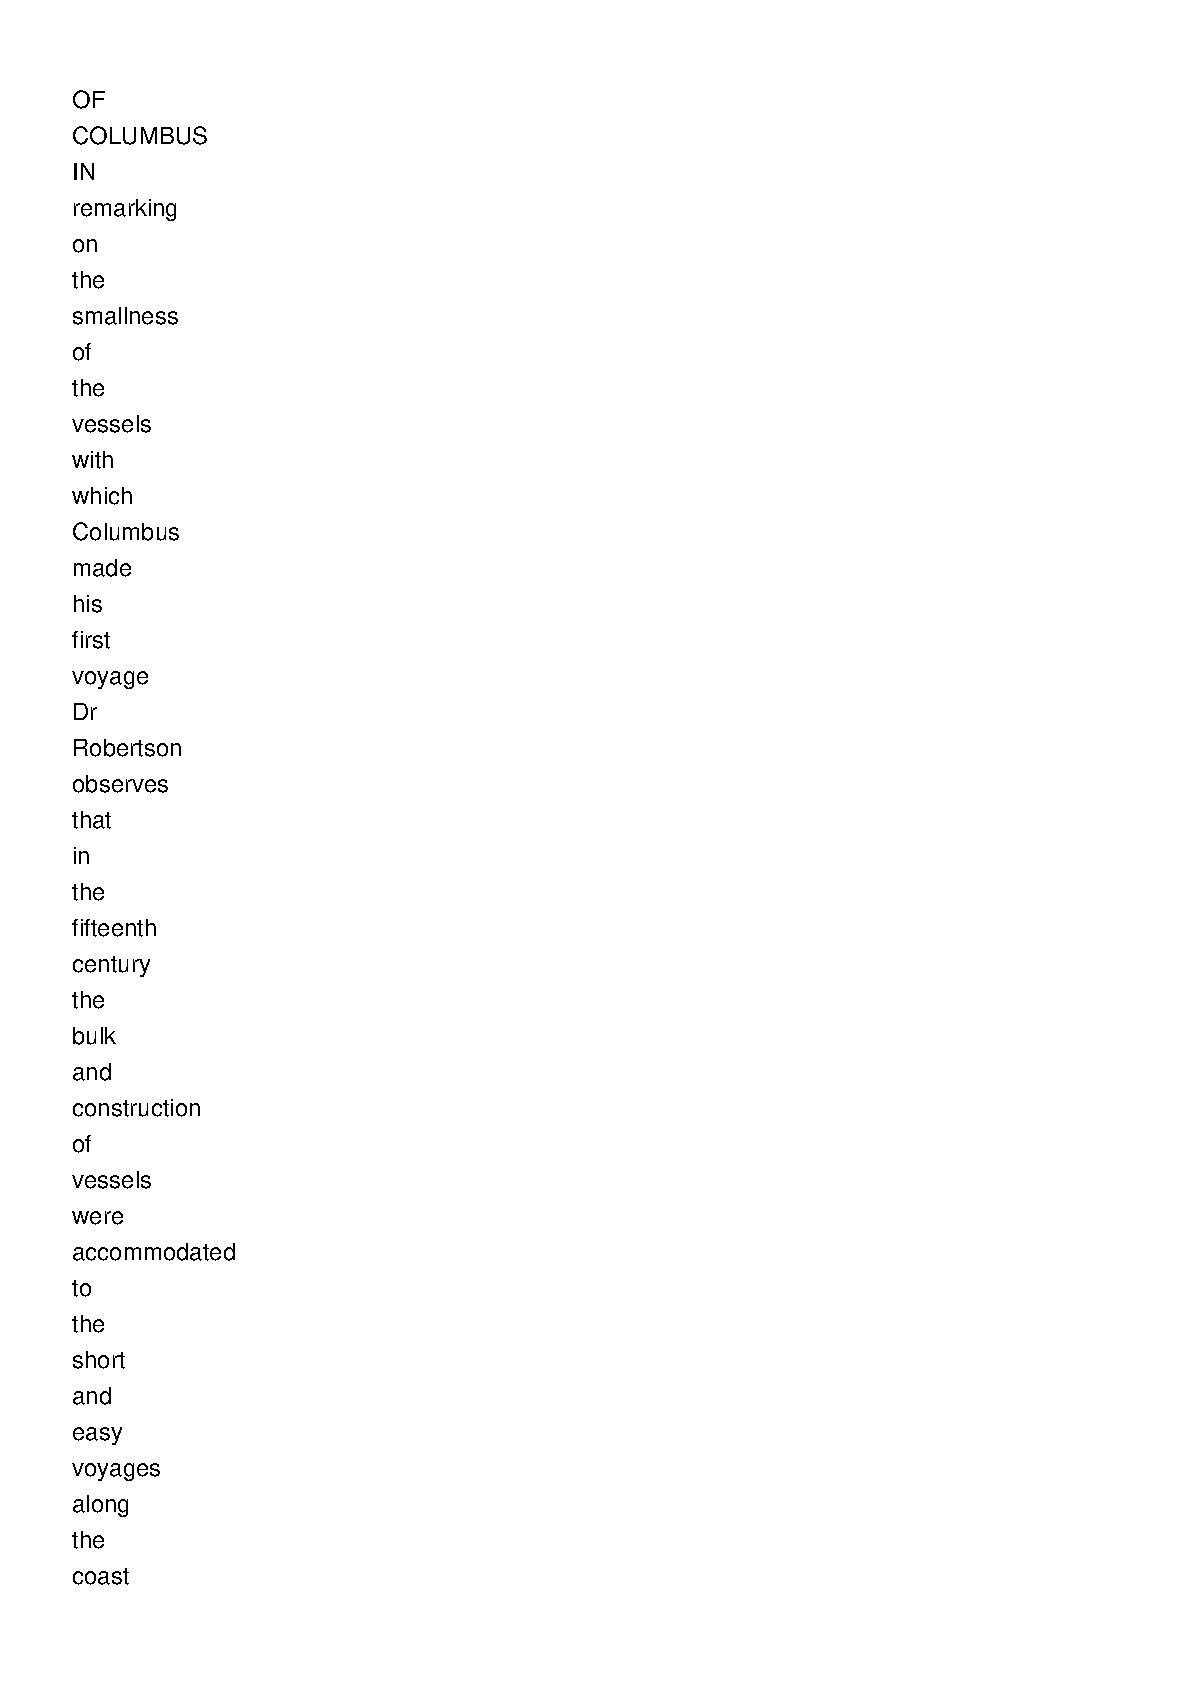 OF
COLUMBUS
IN
remarking
on
the
smallness
of
the
vessels
with
which
Columbus
made
his
first
voyage
Dr
Robertson
observes
that
in
the
fifteenth
century
the
bulk
and
construction
of
vessels
were
accommodated
to
the
short
and
easy
voyages
along
the
coast